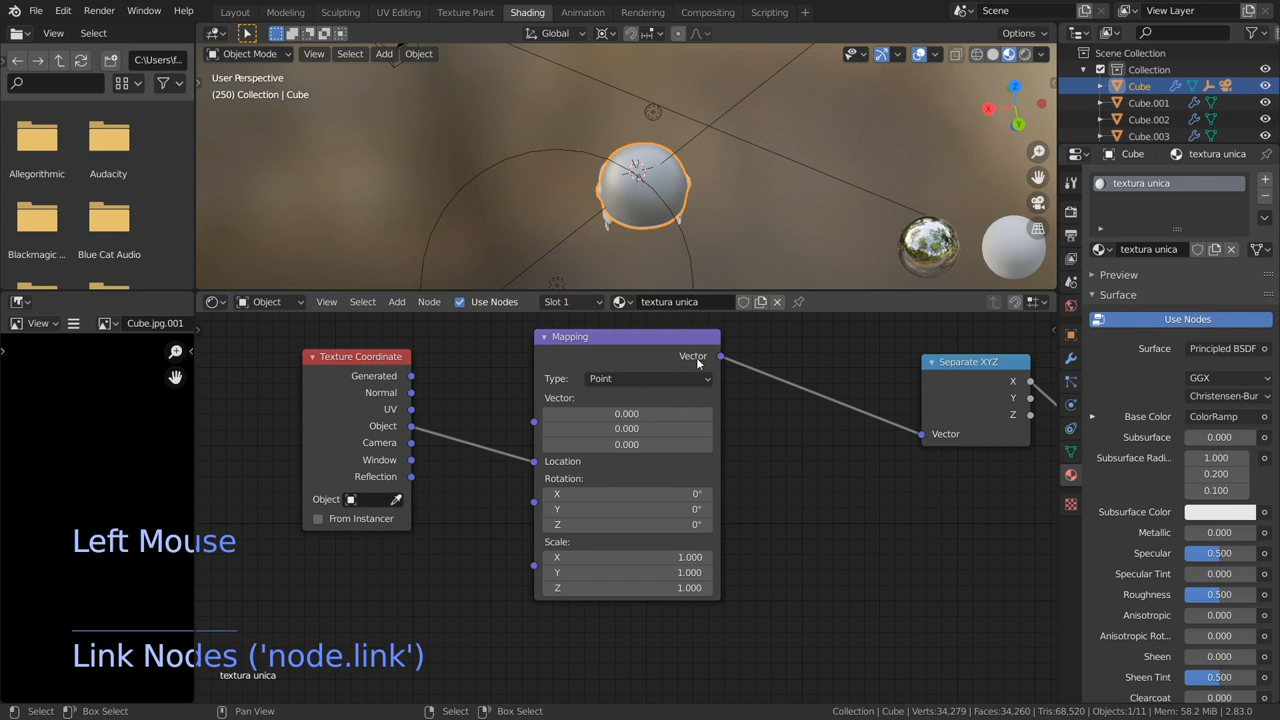 File Edit Render Window Help Layout Modeling Sculpting UV Editing Texture Paint Shading Animation Rendering Compositing Scripting + Scene View Layer
View Select
Object Mode View Select Add Object Global Options
C:\Users\f...
User Perspective
(250) Collection | Cube
Z
X
Y
Allegorithmic
Audacity
Blackmagic ...
Blue Cat Audio
Scene Collection
Collection
Cube
Cube.001
Cube.002
Cube.003
Cube textura unica
textura unica
textura unica
Preview
Surface
Use Nodes
Surface Principled BSDF
GGX
Christensen-Bur
Base Color ColorRamp
Subsurface 0.000
Subsurface Radi... 1.000
0.200
0.100
Subsurface Color
Metallic 0.000
Specular 0.500
Specular Tint 0.000
Roughness 0.500
Anisotropic 0.000
Anisotropic Rot... 0.000
Sheen 0.000
Sheen Tint 0.500
Clearcoat 0.000
View Cube.jpg.001
Object View Select Add Node Use Nodes Slot 1 textura unica
Texture Coordinate
Generated
Normal
UV
Object
Camera
Window
Reflection
Object
From Instancer
Mapping
Vector
Type: Point
Vector:
0.000
0.000
0.000
Location
Rotation:
X 0°
Y 0°
Z 0°
Scale:
X 1.000
Y 1.000
Z 1.000
Separate XYZ
X
Y
Z
Vector
Left Mouse
Link Nodes ('node.link')
textura unica
Select Box Select Pan View Select Box Select Collection | Cube | Verts:34,279 | Faces:34,260 | Tris:68,520 | Objects:1/11 | Mem: 58.2 MiB | 2.83.0